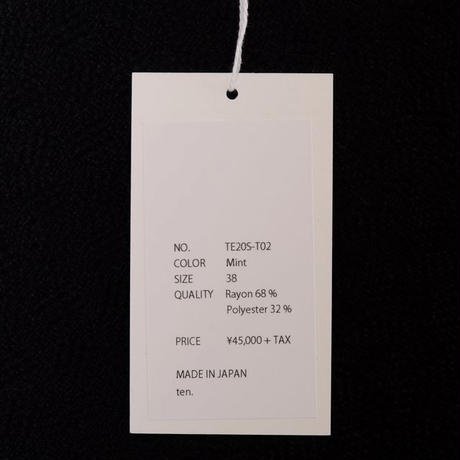 NO. TE20S-T02
COLOR Mint
SIZE 38
QUALITY Rayon 68 %
Polyester 32 %
PRICE ¥45,000 + TAX
MADE IN JAPAN
ten.